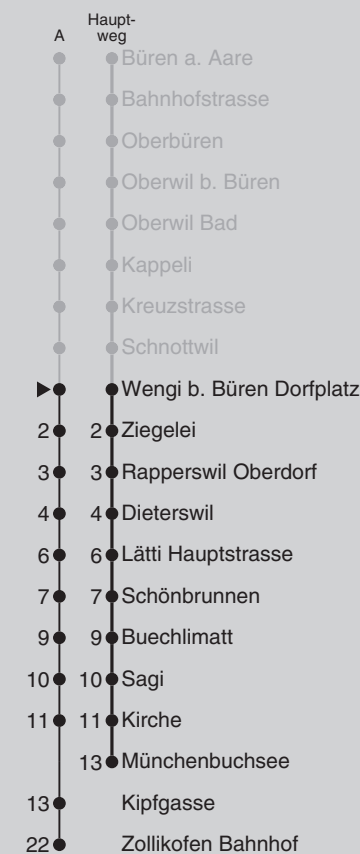 Haupt-
A weg
Büren a. Aare
Bahnhofstrasse
Oberbüren
Oberwil b. Büren
Oberwil Bad
Kappeli
Kreuzstrasse
Schnottwil
Wengi b. Büren Dorfplatz
2 2 Ziegelei
3 3 Rapperswil Oberdorf
4 4 Dieterswil
6 6 Lätti Hauptstrasse
7 7 Schönbrunnen
9 9 Buechlimatt
10 10 Sagi
11 11 Kirche
13 Münchenbuchsee
13 Kipfgasse
22 Zollikofen Bahnhof